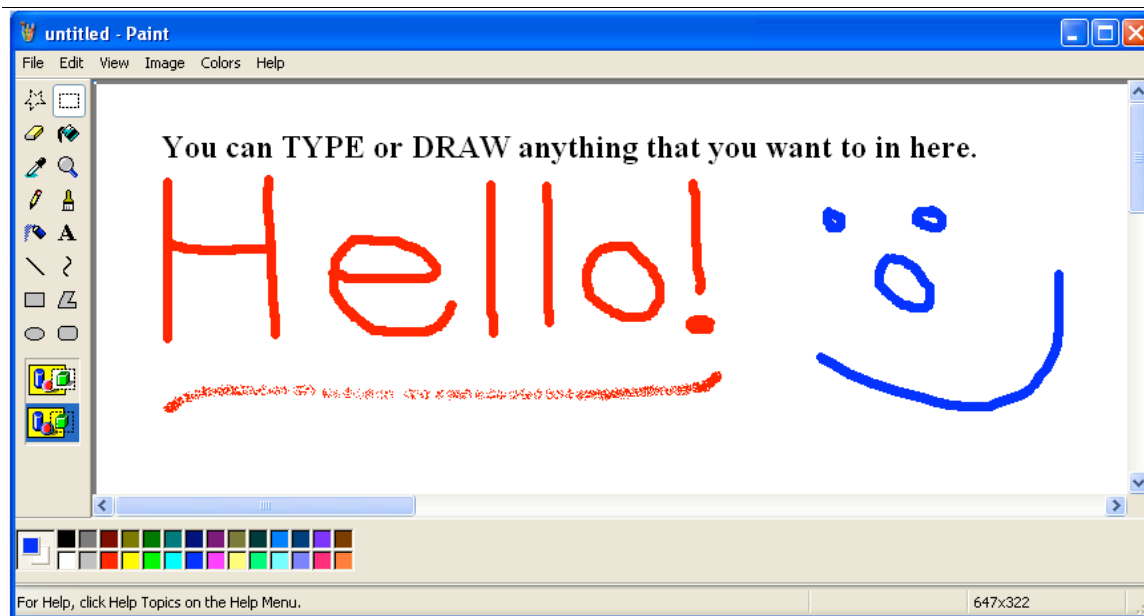 untitled - Paint
File Edit View Image Colors Help
A
You can TYPE or DRAW anything that you want to in here.
Hello!
For Help, click Help Topics on the Help Menu.
647x322